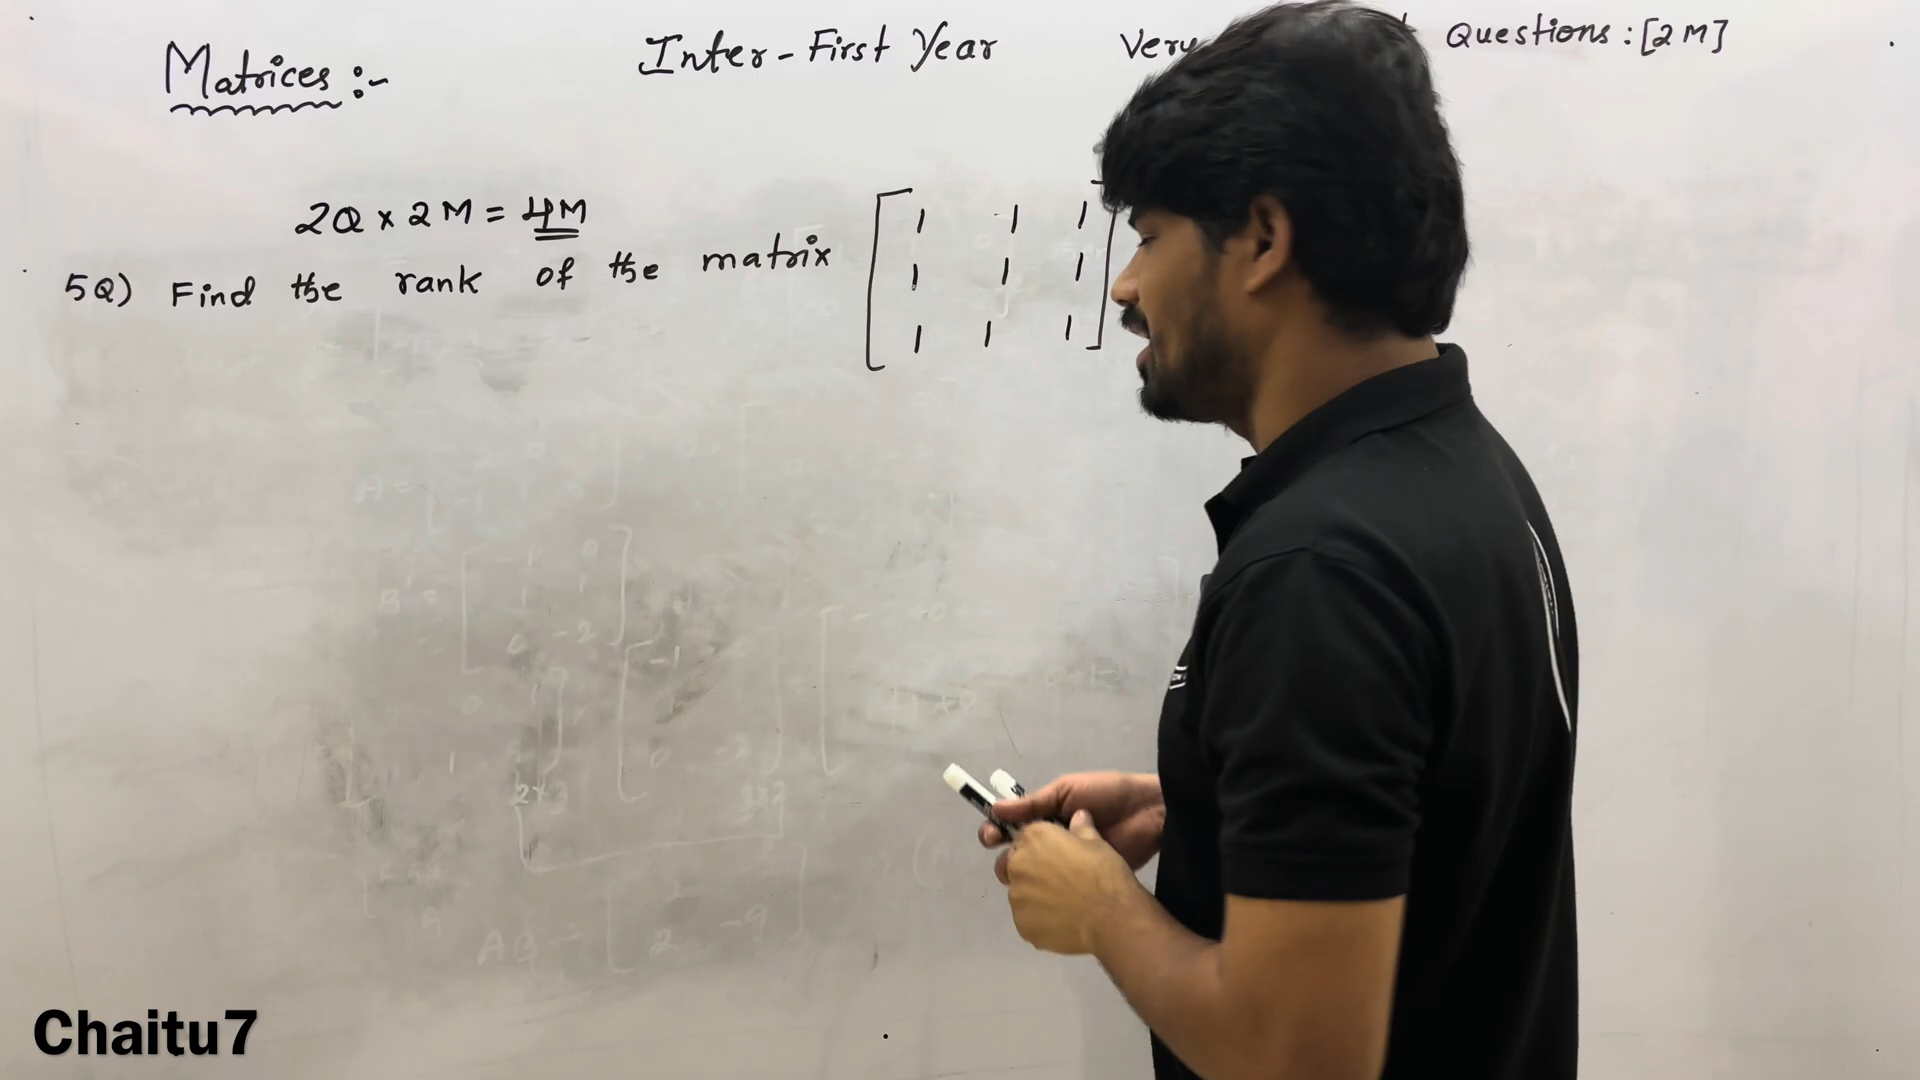 Matrices :-
Inter - First Year Very Questions : [2M]
2Q × 2M = 4M
5Q) Find the rank of the matrix
1 1 1
1 1 1
1 1 1
Chaitu7